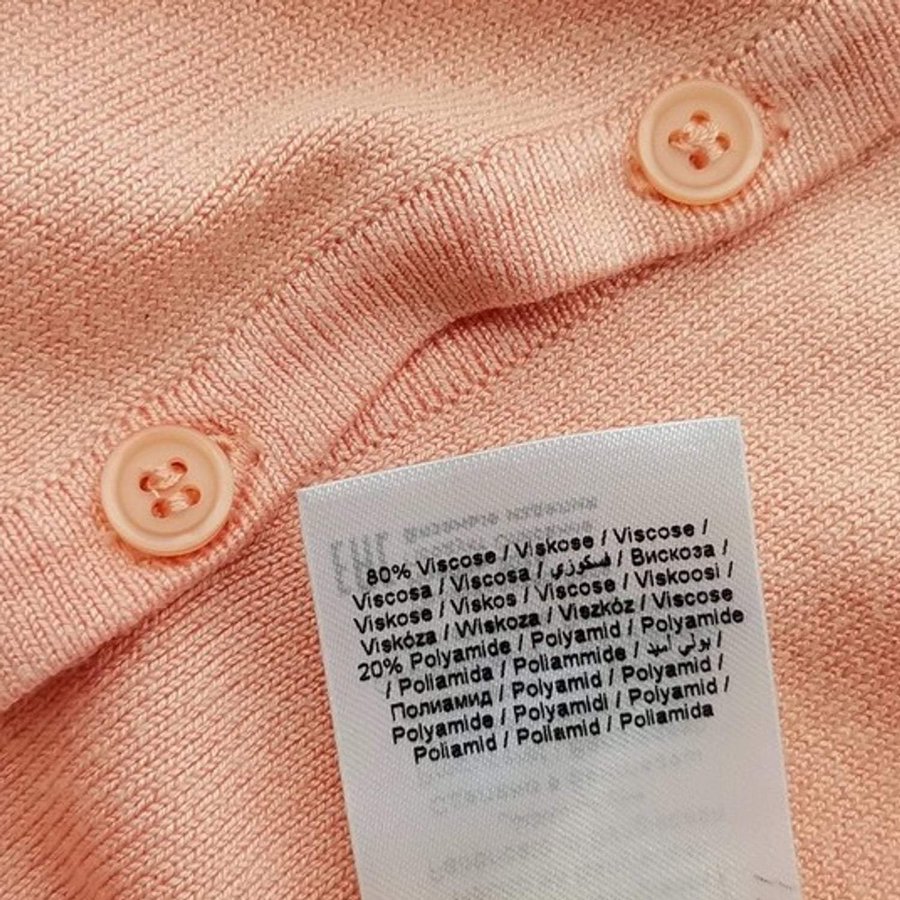 80% Viscose / Viskose / Viscose /
Viscosa / Viscosa / فسكوزي / Вискоза /
Viskose / Viskos / Viscose / Viskoosi /
Viskóza / Wiskoza / Viszkóz / Viscose
20% Polyamide / Polyamid / Polyamide
/ Poliamida / Poliammide / بولي أميد /
Полиамид / Polyamid / Polyamid /
Polyamide / Polyamidi / Polyamid /
Poliamid / Poliamid / Poliamida